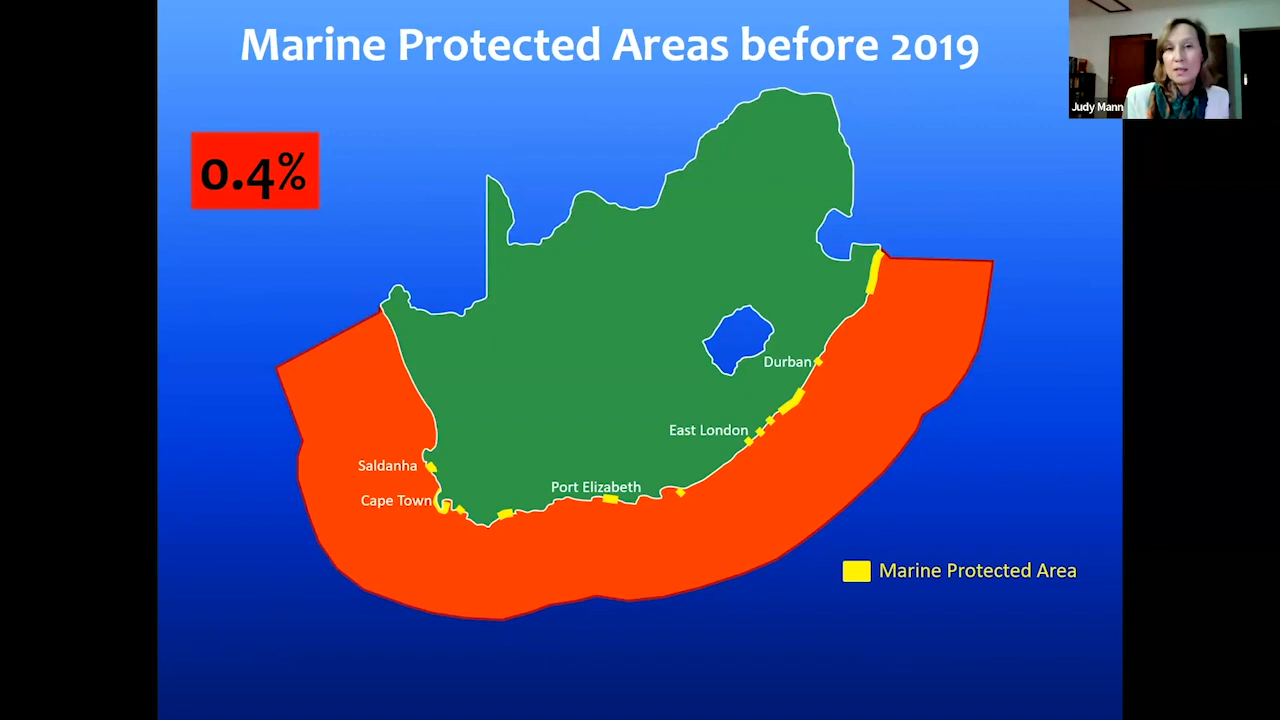 Marine Protected Areas before 2019
Judy Mann
0.4%
Durban
East London
Saldanha
Port Elizabeth
Cape Town
Marine Protected Area